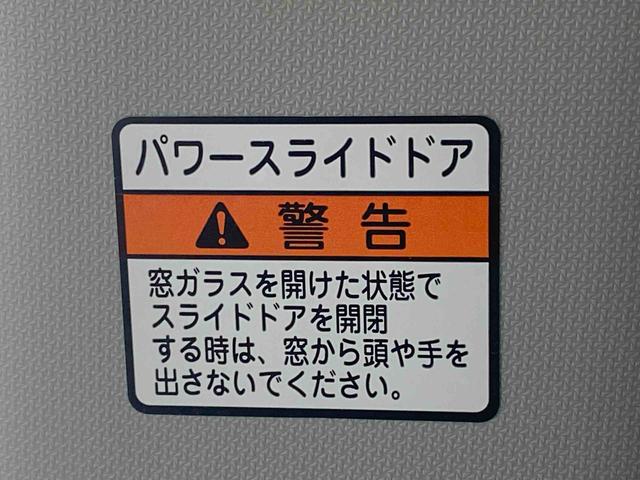 パワースライドドア
警告
窓ガラスを開けた状態で
スライドドアを開閉
する時は、窓から頭や手を
出さないでください。